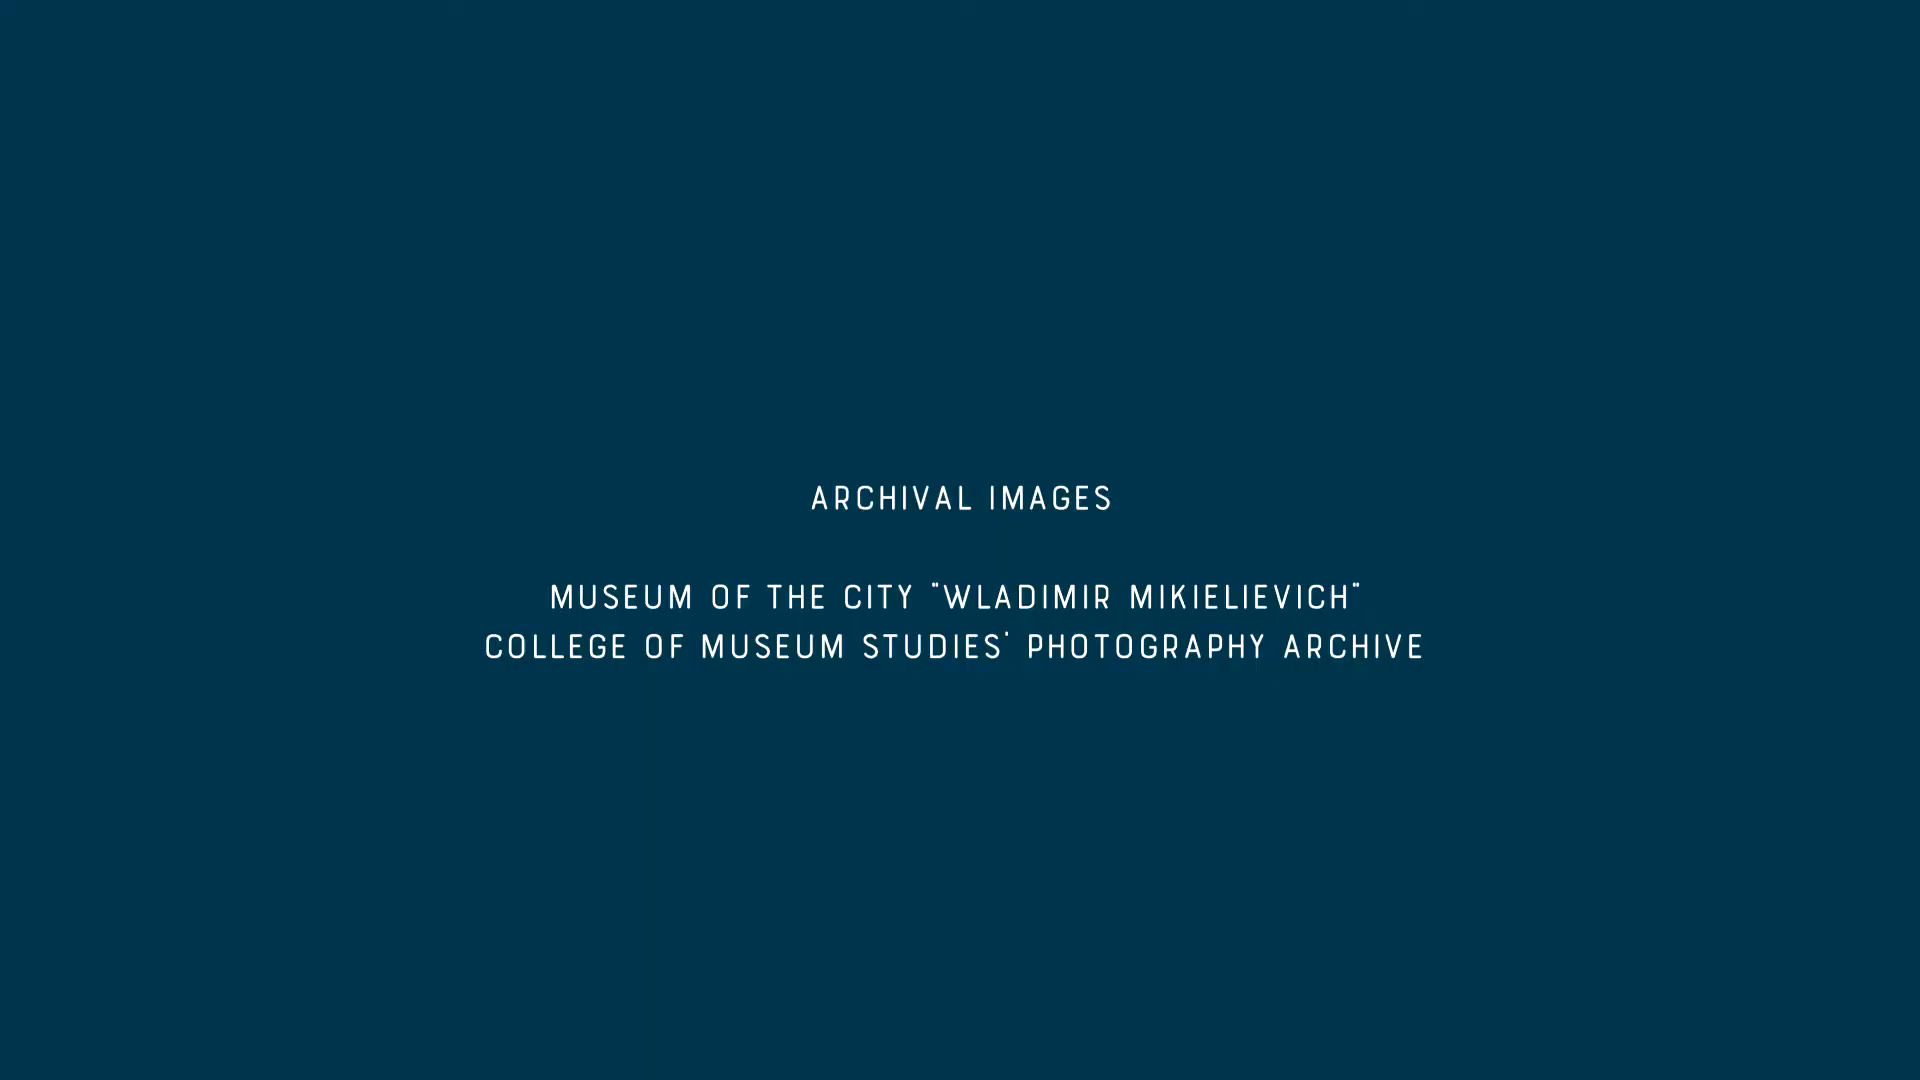 ARCHIVAL IMAGES
MUSEUM OF THE CITY "WLADIMIR MIKIELIEVICH"
COLLEGE OF MUSEUM STUDIES' PHOTOGRAPHY ARCHIVE